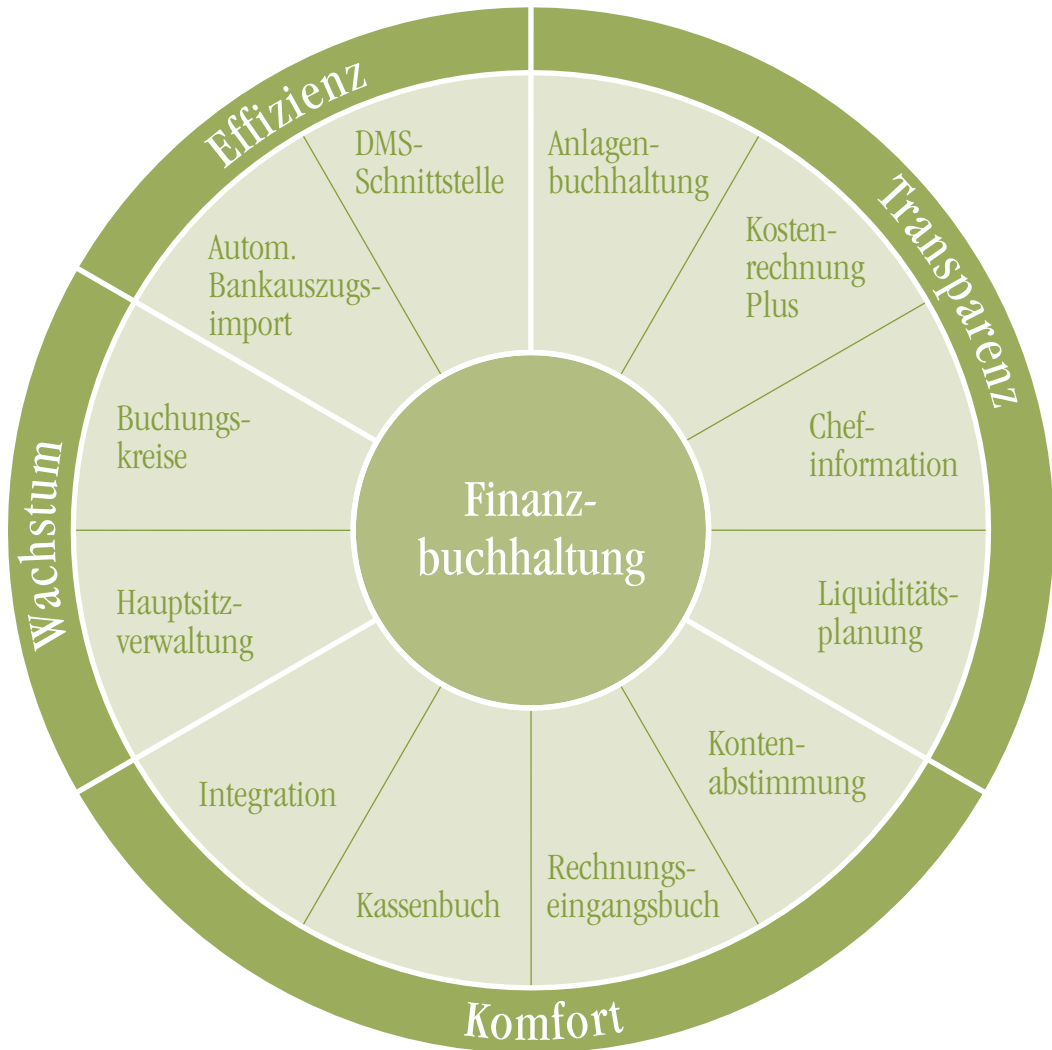 Effizienz
DMS-
Schnittstelle
Autom.
Bankauszugs-
import
Transparenz
Anlagen-
buchhaltung
Kosten-
rechnung
Plus
Chef-
information
Liquiditäts-
planung
Finanz-
buchhaltung
Wachstum
Buchungs-
kreise
Hauptsitz-
verwaltung
Komfort
Konten-
abstimmung
Rechnungs-
eingangsbuch
Kassenbuch
Integration